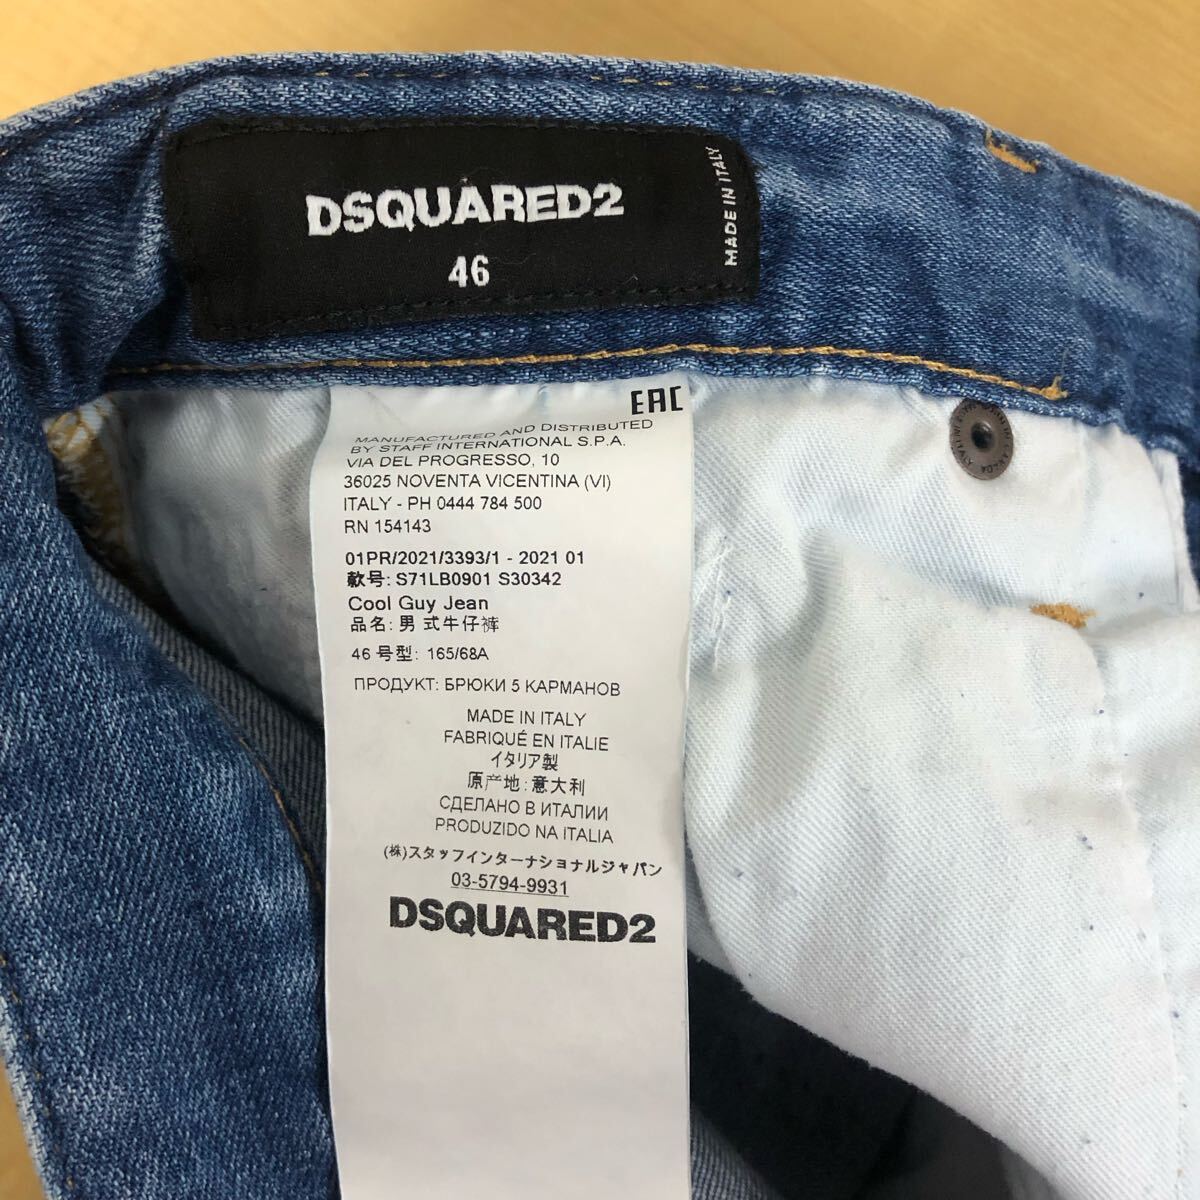 DSQUARED2
46
MADE IN ITALY
EAC
MANUFACTURED AND DISTRIBUTED
BY STAFF INTERNATIONAL S.P.A.
VIA DEL PROGRESSO, 10
36025 NOVENTA VICENTINA (VI)
ITALY - PH 0444 784 500
RN 154143
01PR/2021/3393/1 - 2021 01
款号: S71LB0901 S30342
Cool Guy Jean
品名: 男 式牛仔裤
46 号型: 165/68A
ПРОДУКТ: БРЮКИ 5 КАРМАНОВ
MADE IN ITALY
FABRIQUÉ EN ITALIE
イタリア製
原产地: 意大利
СДЕЛАНО В ИТАЛИИ
PRODUZIDO NA ITALIA
(株)スタッフインターナショナルジャパン
03-5794-9931
DSQUARED2